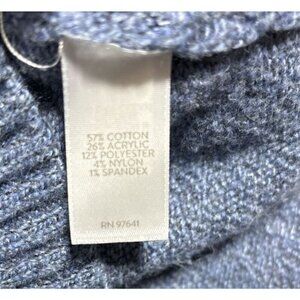 57% COTTON
26% ACRYLIC
12% POLYESTER
4% NYLON
1% SPANDEX
RN 97641